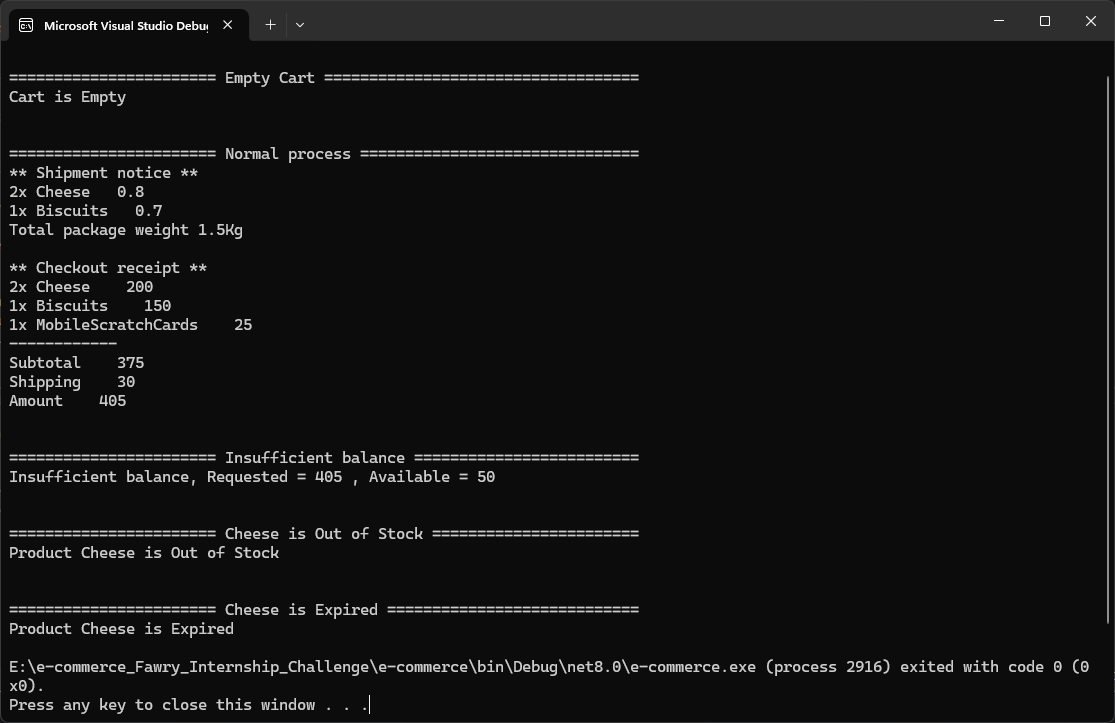 Microsoft Visual Studio Debug
======================= Empty Cart ===================================
Cart is Empty
======================= Normal process ===============================
** Shipment notice **
2x Cheese   0.8
1x Biscuits   0.7
Total package weight 1.5Kg
** Checkout receipt **
2x Cheese    200
1x Biscuits    150
1x MobileScratchCards    25
------------
Subtotal    375
Shipping    30
Amount    405
======================= Insufficient balance =========================
Insufficient balance, Requested = 405 , Available = 50
======================= Cheese is Out of Stock =======================
Product Cheese is Out of Stock
======================= Cheese is Expired ============================
Product Cheese is Expired
E:\e-commerce_Fawry_Internship_Challenge\e-commerce\bin\Debug\net8.0\e-commerce.exe (process 2916) exited with code 0 (0
x0).
Press any key to close this window . . .